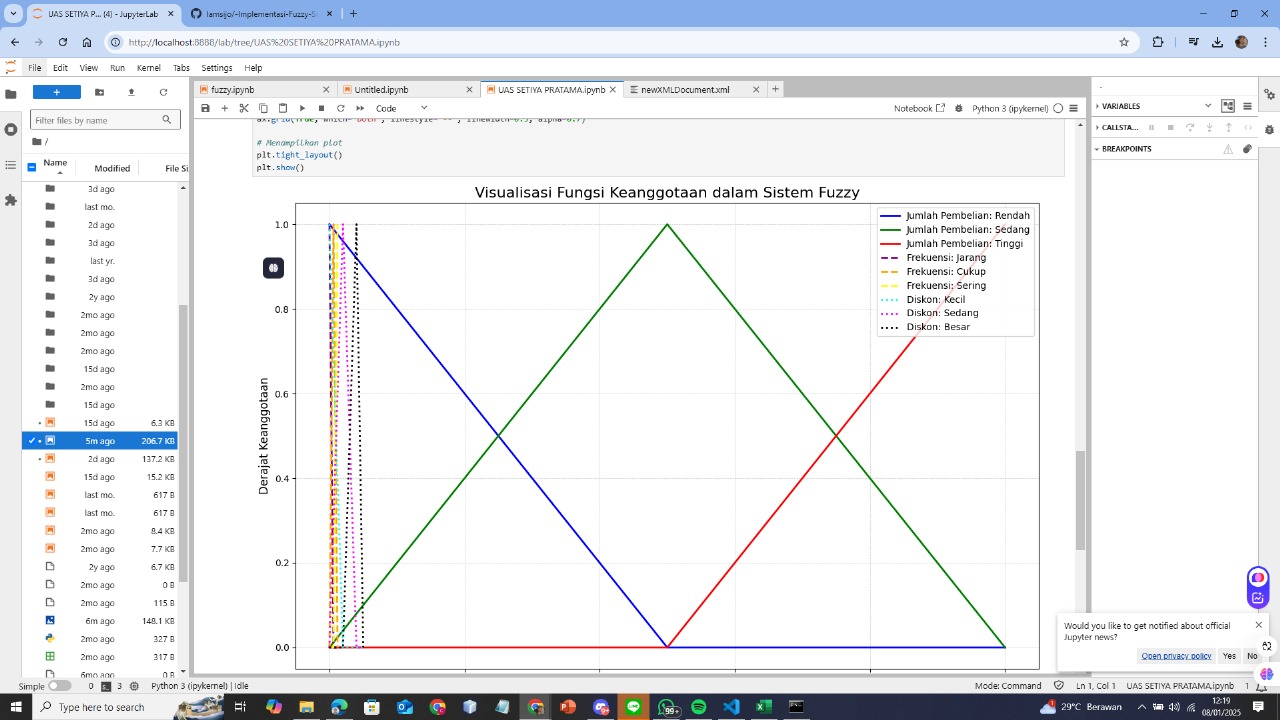 UAS SETIYA P... (4) - JupyterLab
lamsijo/-Implementasi-Fuzzy-S
http://localhost:8888/lab/tree/UAS%20SETIYA%20PRATAMA.ipynb
File Edit View Run Kernel Tabs Settings Help
fuzzy.ipynb
Untitled.ipynb
UAS SETIYA PRATAMA.ipynb
newXMLDocument.xml
Code
Notebook
Python 3 (ipykernel)
Filter files by name
/
Name Modified File Si
3d ago
last mo.
2d ago
3d ago
last yr.
3d ago
2y ago
2mo ago
2mo ago
2mo ago
15d ago
2mo ago
15d ago
15d ago 6.3 KB
5m ago 206.7 KB
2d ago 137.2 KB
15d ago 15.2 KB
last mo. 617 B
last mo. 617 B
2mo ago 8.4 KB
2mo ago 7.7 KB
2y ago 6.7 KB
2mo ago 0 B
2mo ago 115 B
6m ago 148.1 KB
2mo ago 327 B
2mo ago 317 B
6mo ago 0 B
# Menampilkan plot
plt.tight_layout()
plt.show()
Visualisasi Fungsi Keanggotaan dalam Sistem Fuzzy
Derajat Keanggotaan
1.0
0.8
0.6
0.4
0.2
0.0
Jumlah Pembelian: Rendah
Jumlah Pembelian: Sedang
Jumlah Pembelian: Tinggi
Frekuensi: Jarang
Frekuensi: Cukup
Frekuensi: Sering
Diskon: Kecil
Diskon: Sedang
Diskon: Besar
VARIABLES
CALLSTA...
BREAKPOINTS
Would you like to get notified about official
Jupyter news?
Open privacy policy Yes No
Simple 0 3 Python 3 (ipykernel) | Idle
Mode: Command Ln 1, Col 1 UAS SETIYA PRATAMA.ipynb 1
Type here to search
99+
29°C Berawan
12:19
08/01/2025